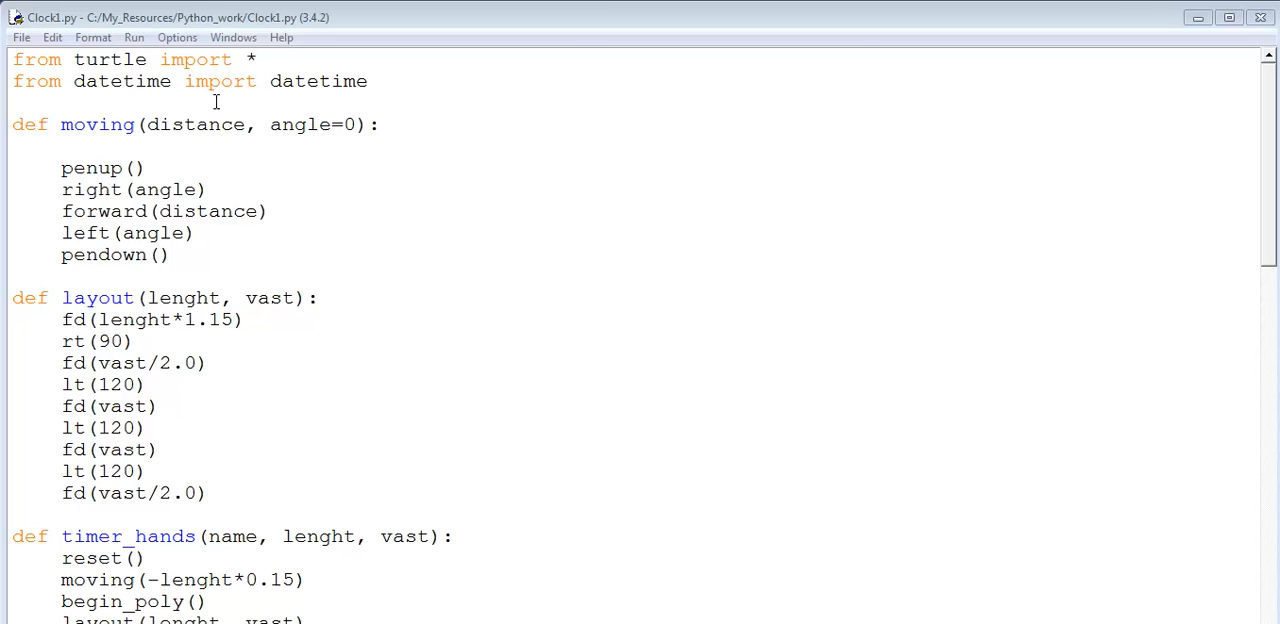 Clock1.py - C:/My_Resources/Python_work/Clock1.py (3.4.2)
File Edit Format Run Options Windows Help
from turtle import *
from datetime import datetime
def moving(distance, angle=0):
penup()
right(angle)
forward(distance)
left(angle)
pendown()
def layout(lenght, vast):
fd(lenght*1.15)
rt(90)
fd(vast/2.0)
lt(120)
fd(vast)
lt(120)
fd(vast)
lt(120)
fd(vast/2.0)
def timer_hands(name, lenght, vast):
reset()
moving(-lenght*0.15)
begin_poly()
layout(lenght, vast)